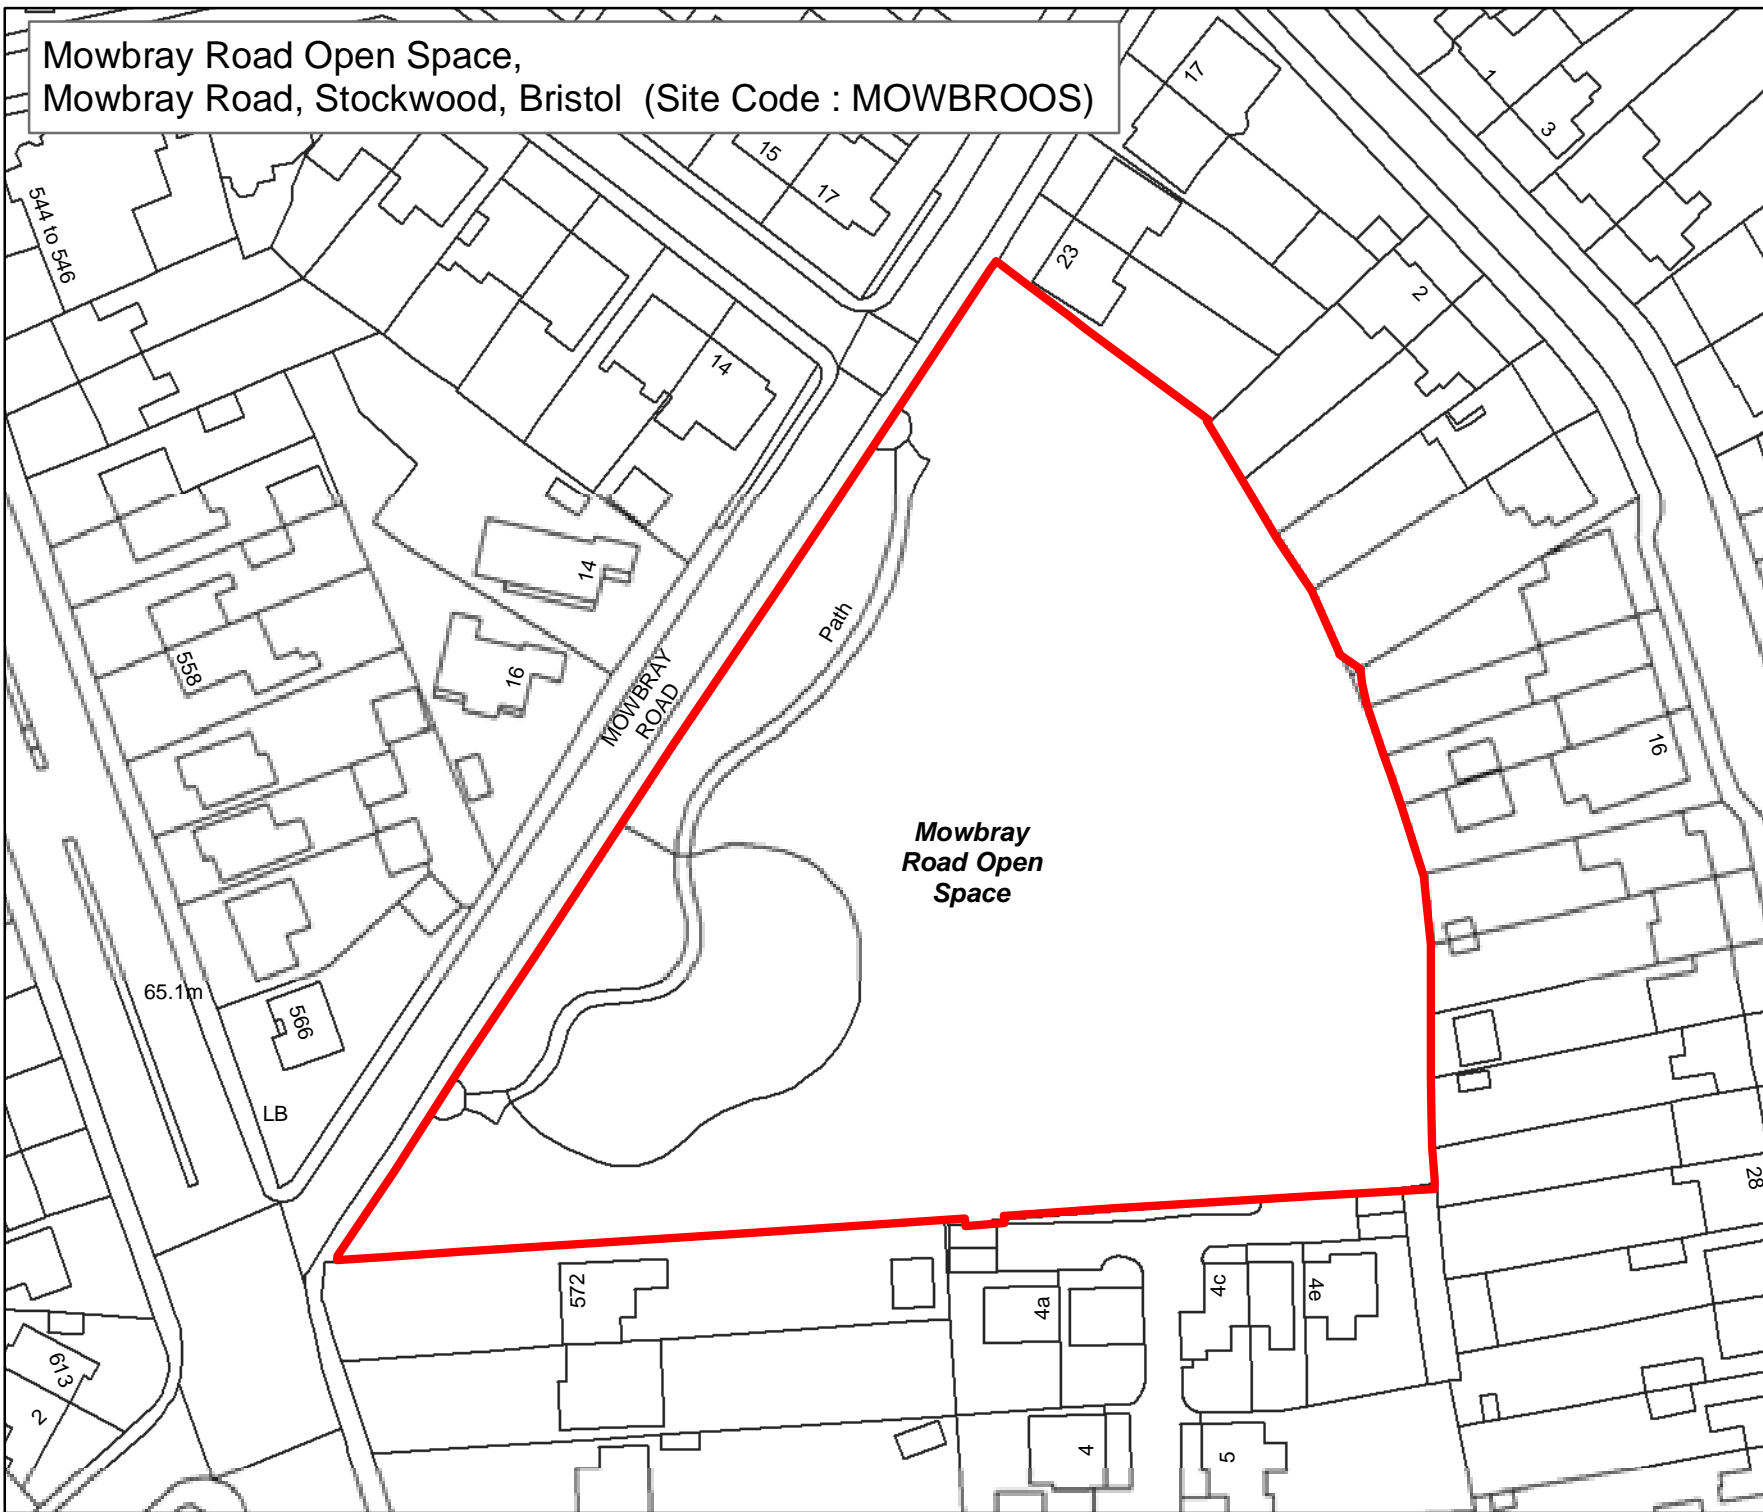 Mowbray Road Open Space,
Mowbray Road, Stockwood, Bristol (Site Code : MOWBROOS)
17
1
3
15
17
544 to 546
23
2
14
14
Path
558
16
MOWBRAY
ROAD
16
Mowbray
Road Open
Space
65.1m
566
LB
28
572
4a
4c
4e
613
2
4
5